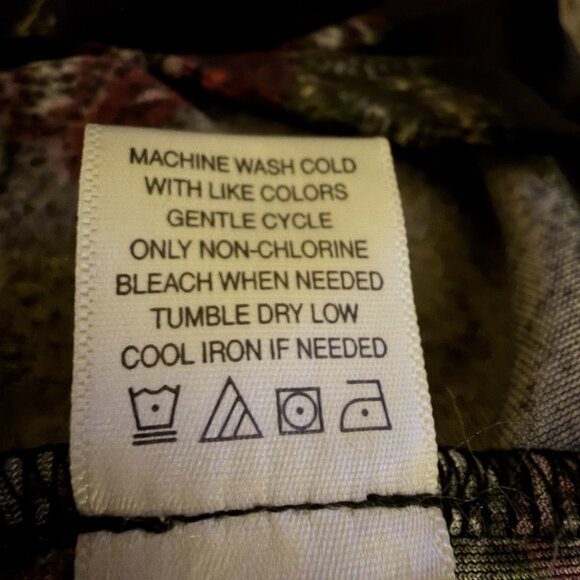 MACHINE WASH COLD
WITH LIKE COLORS
GENTLE CYCLE
ONLY NON-CHLORINE
BLEACH WHEN NEEDED
TUMBLE DRY LOW
COOL IRON IF NEEDED